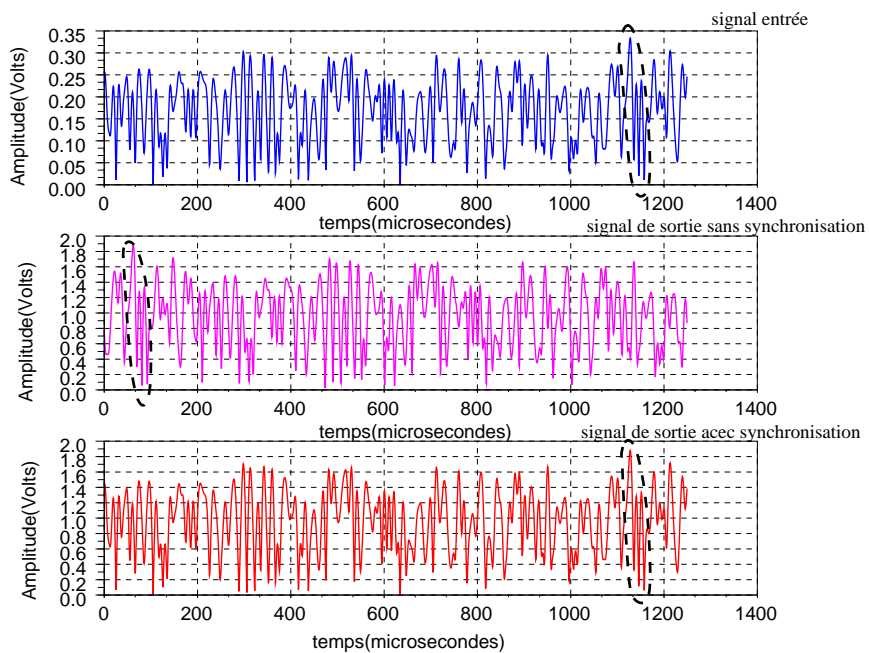 signal entrée
Amplitude(Volts)
0.35
0.30
0.25
0.20
0.15
0.10
0.05
0.00
0 200 400 600 800 1000 1200 1400
temps(microsecondes)
signal de sortie sans synchronisation
Amplitude(Volts)
2.0
1.8
1.6
1.4
1.2
1.0
0.8
0.6
0.4
0.2
0.0
0 200 400 600 800 1000 1200 1400
temps(microsecondes)
signal de sortie acec synchronisation
Amplitude(Volts)
2.0
1.8
1.6
1.4
1.2
1.0
0.8
0.6
0.4
0.2
0.0
0 200 400 600 800 1000 1200 1400
temps(microsecondes)